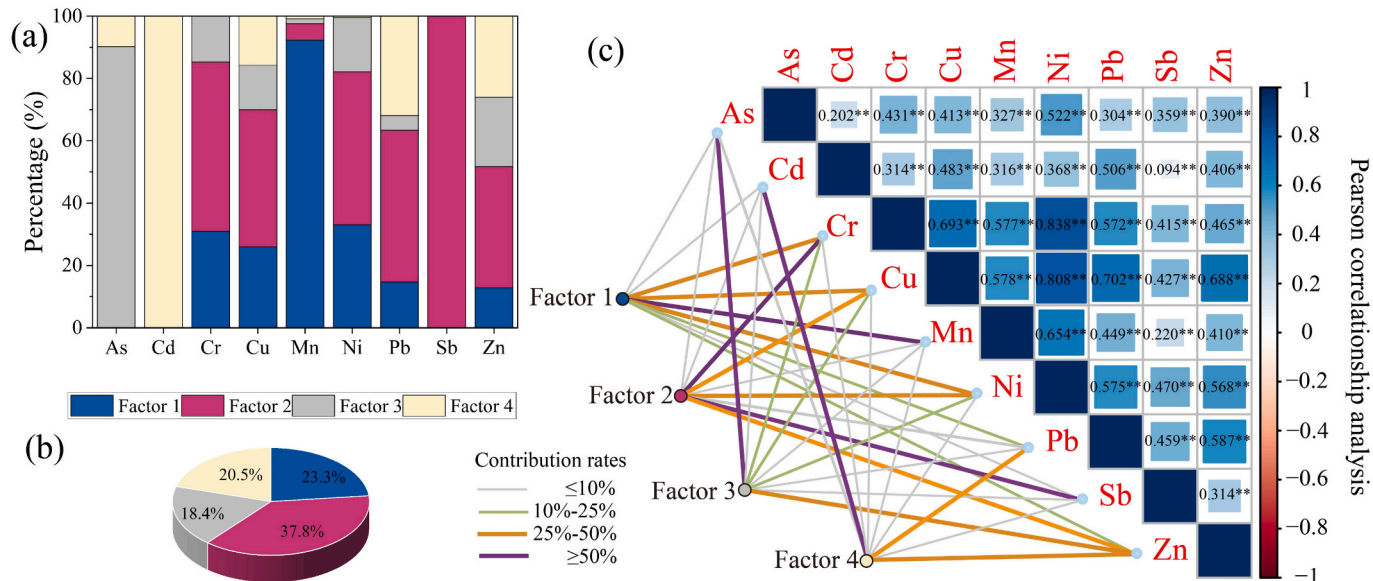 (a)
Percentage (%)
100
80
60
40
20
0
As Cd Cr Cu Mn Ni Pb Sb Zn
Factor 1 Factor 2 Factor 3 Factor 4
(b)
20.5% 23.3%
18.4% 37.8%
Contribution rates
≤10%
10%-25%
25%-50%
≥50%
(c)
As Cd Cr Cu Mn Ni Pb Sb Zn
As 0.202** 0.431** 0.413** 0.327** 0.522** 0.304** 0.359** 0.390**
Cd 0.314** 0.483** 0.316** 0.368** 0.506** 0.094** 0.406**
Cr 0.693** 0.577** 0.838** 0.572** 0.415** 0.465**
Cu 0.578** 0.808** 0.702** 0.427** 0.688**
Mn 0.654** 0.449** 0.220** 0.410**
Ni 0.575** 0.470** 0.568**
Pb 0.459** 0.587**
Sb 0.314**
Zn
Factor 1
Factor 2
Factor 3
Factor 4
1
0.8
0.6
0.4
0.2
0
−0.2
−0.4
−0.6
−0.8
−1
Pearson correlationship analysis